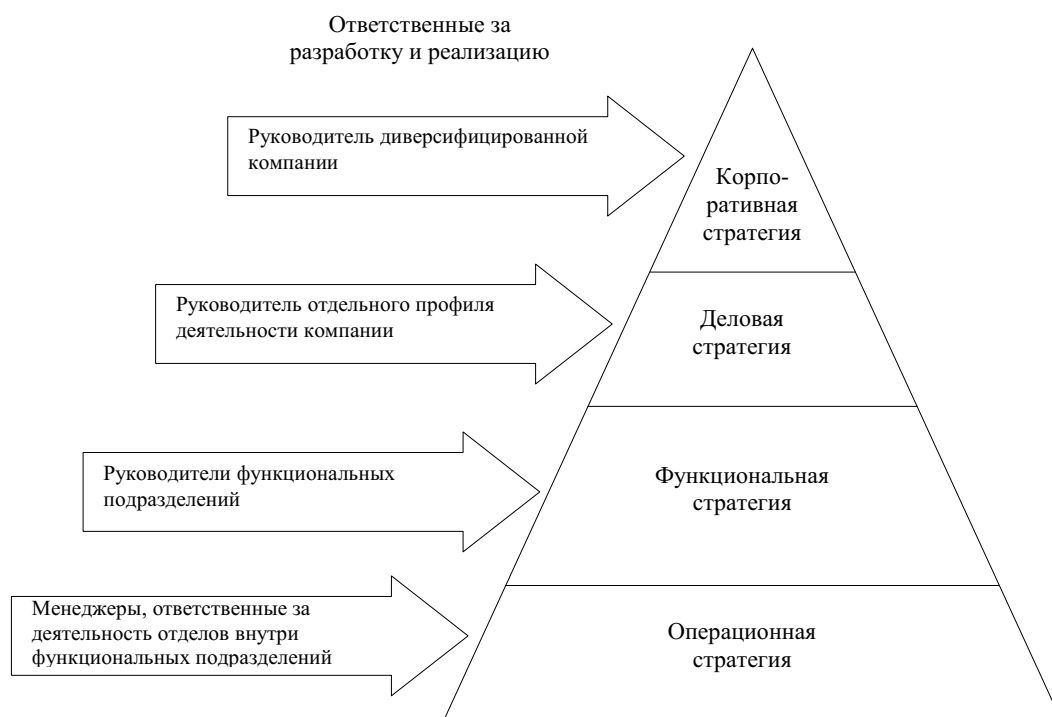 Ответственные за
разработку и реализацию
Руководитель диверсифицированной
компании
Корпо-
ративная
стратегия
Руководитель отдельного профиля
деятельности компании
Деловая
стратегия
Руководители функциональных
подразделений
Функциональная
стратегия
Менеджеры, ответственные за
деятельность отделов внутри
функциональных подразделений
Операционная
стратегия